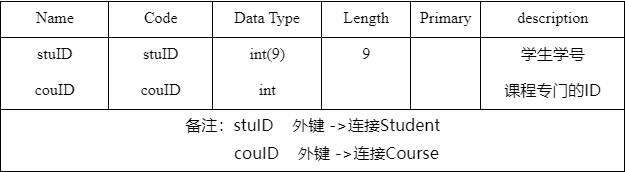 Name Code Data Type Length Primary description
stuID stuID int(9) 9 学生学号
couID couID int 课程专门的ID
备注：stuID 外键 ->连接Student
couID 外键 ->连接Course